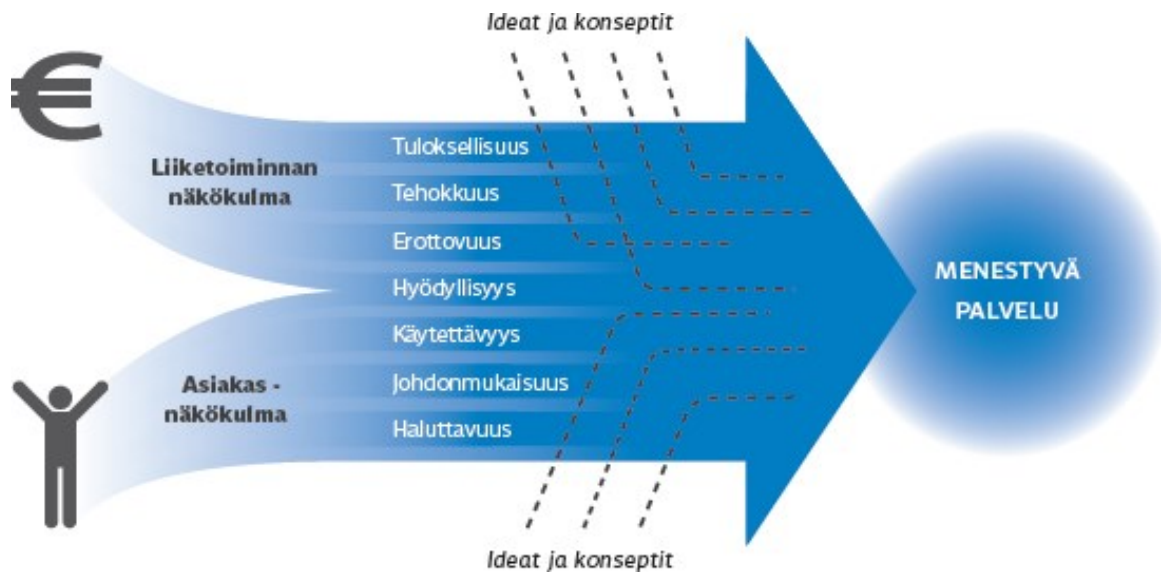 Ideat ja konseptit
€
Liiketoiminnan
näkökulma
Tuloksellisuus
Tehokkuus
Erottovuus
Hyödyllisyys
Käytettävyys
Johdonmukaisuus
Haluttavuus
Asiakas -
näkökulma
MENESTYVÄ
PALVELU
Ideat ja konseptit